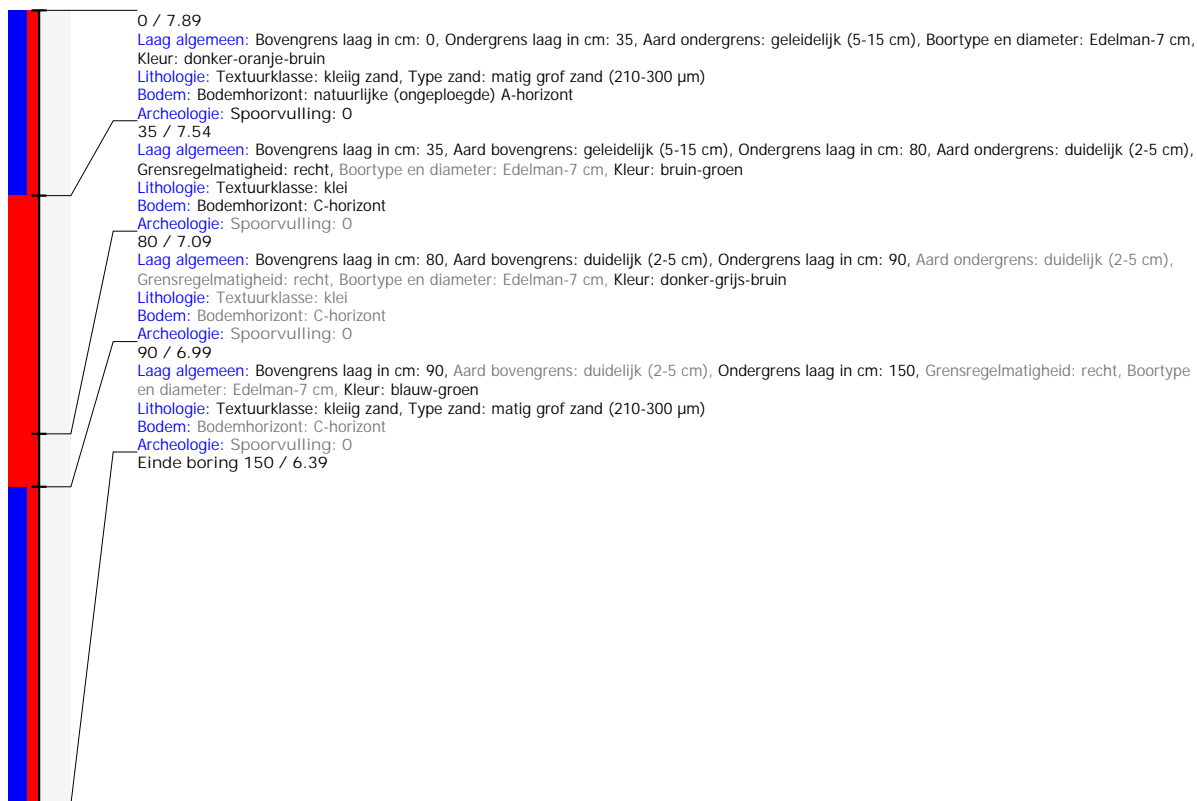 0 / 7.89
Laag algemeen: Bovengrens laag in cm: 0, Ondergrens laag in cm: 35, Aard ondergrens: geleidelijk (5-15 cm), Boortype en diameter: Edelman-7 cm,
Kleur: donker-oranje-bruin
Lithologie: Textuurklasse: kleiig zand, Type zand: matig grof zand (210-300 µm)
Bodem: Bodemhorizont: natuurlijke (ongeploegde) A-horizont
Archeologie: Spoorvulling: 0
35 / 7.54
Laag algemeen: Bovengrens laag in cm: 35, Aard bovengrens: geleidelijk (5-15 cm), Ondergrens laag in cm: 80, Aard ondergrens: duidelijk (2-5 cm),
Grensregelmatigheid: recht, Boortype en diameter: Edelman-7 cm, Kleur: bruin-groen
Lithologie: Textuurklasse: klei
Bodem: Bodemhorizont: C-horizont
Archeologie: Spoorvulling: 0
80 / 7.09
Laag algemeen: Bovengrens laag in cm: 80, Aard bovengrens: duidelijk (2-5 cm), Ondergrens laag in cm: 90, Aard ondergrens: duidelijk (2-5 cm),
Grensregelmatigheid: recht, Boortype en diameter: Edelman-7 cm, Kleur: donker-grijs-bruin
Lithologie: Textuurklasse: klei
Bodem: Bodemhorizont: C-horizont
Archeologie: Spoorvulling: 0
90 / 6.99
Laag algemeen: Bovengrens laag in cm: 90, Aard bovengrens: duidelijk (2-5 cm), Ondergrens laag in cm: 150, Grensregelmatigheid: recht, Boortype
en diameter: Edelman-7 cm, Kleur: blauw-groen
Lithologie: Textuurklasse: kleiig zand, Type zand: matig grof zand (210-300 µm)
Bodem: Bodemhorizont: C-horizont
Archeologie: Spoorvulling: 0
Einde boring 150 / 6.39